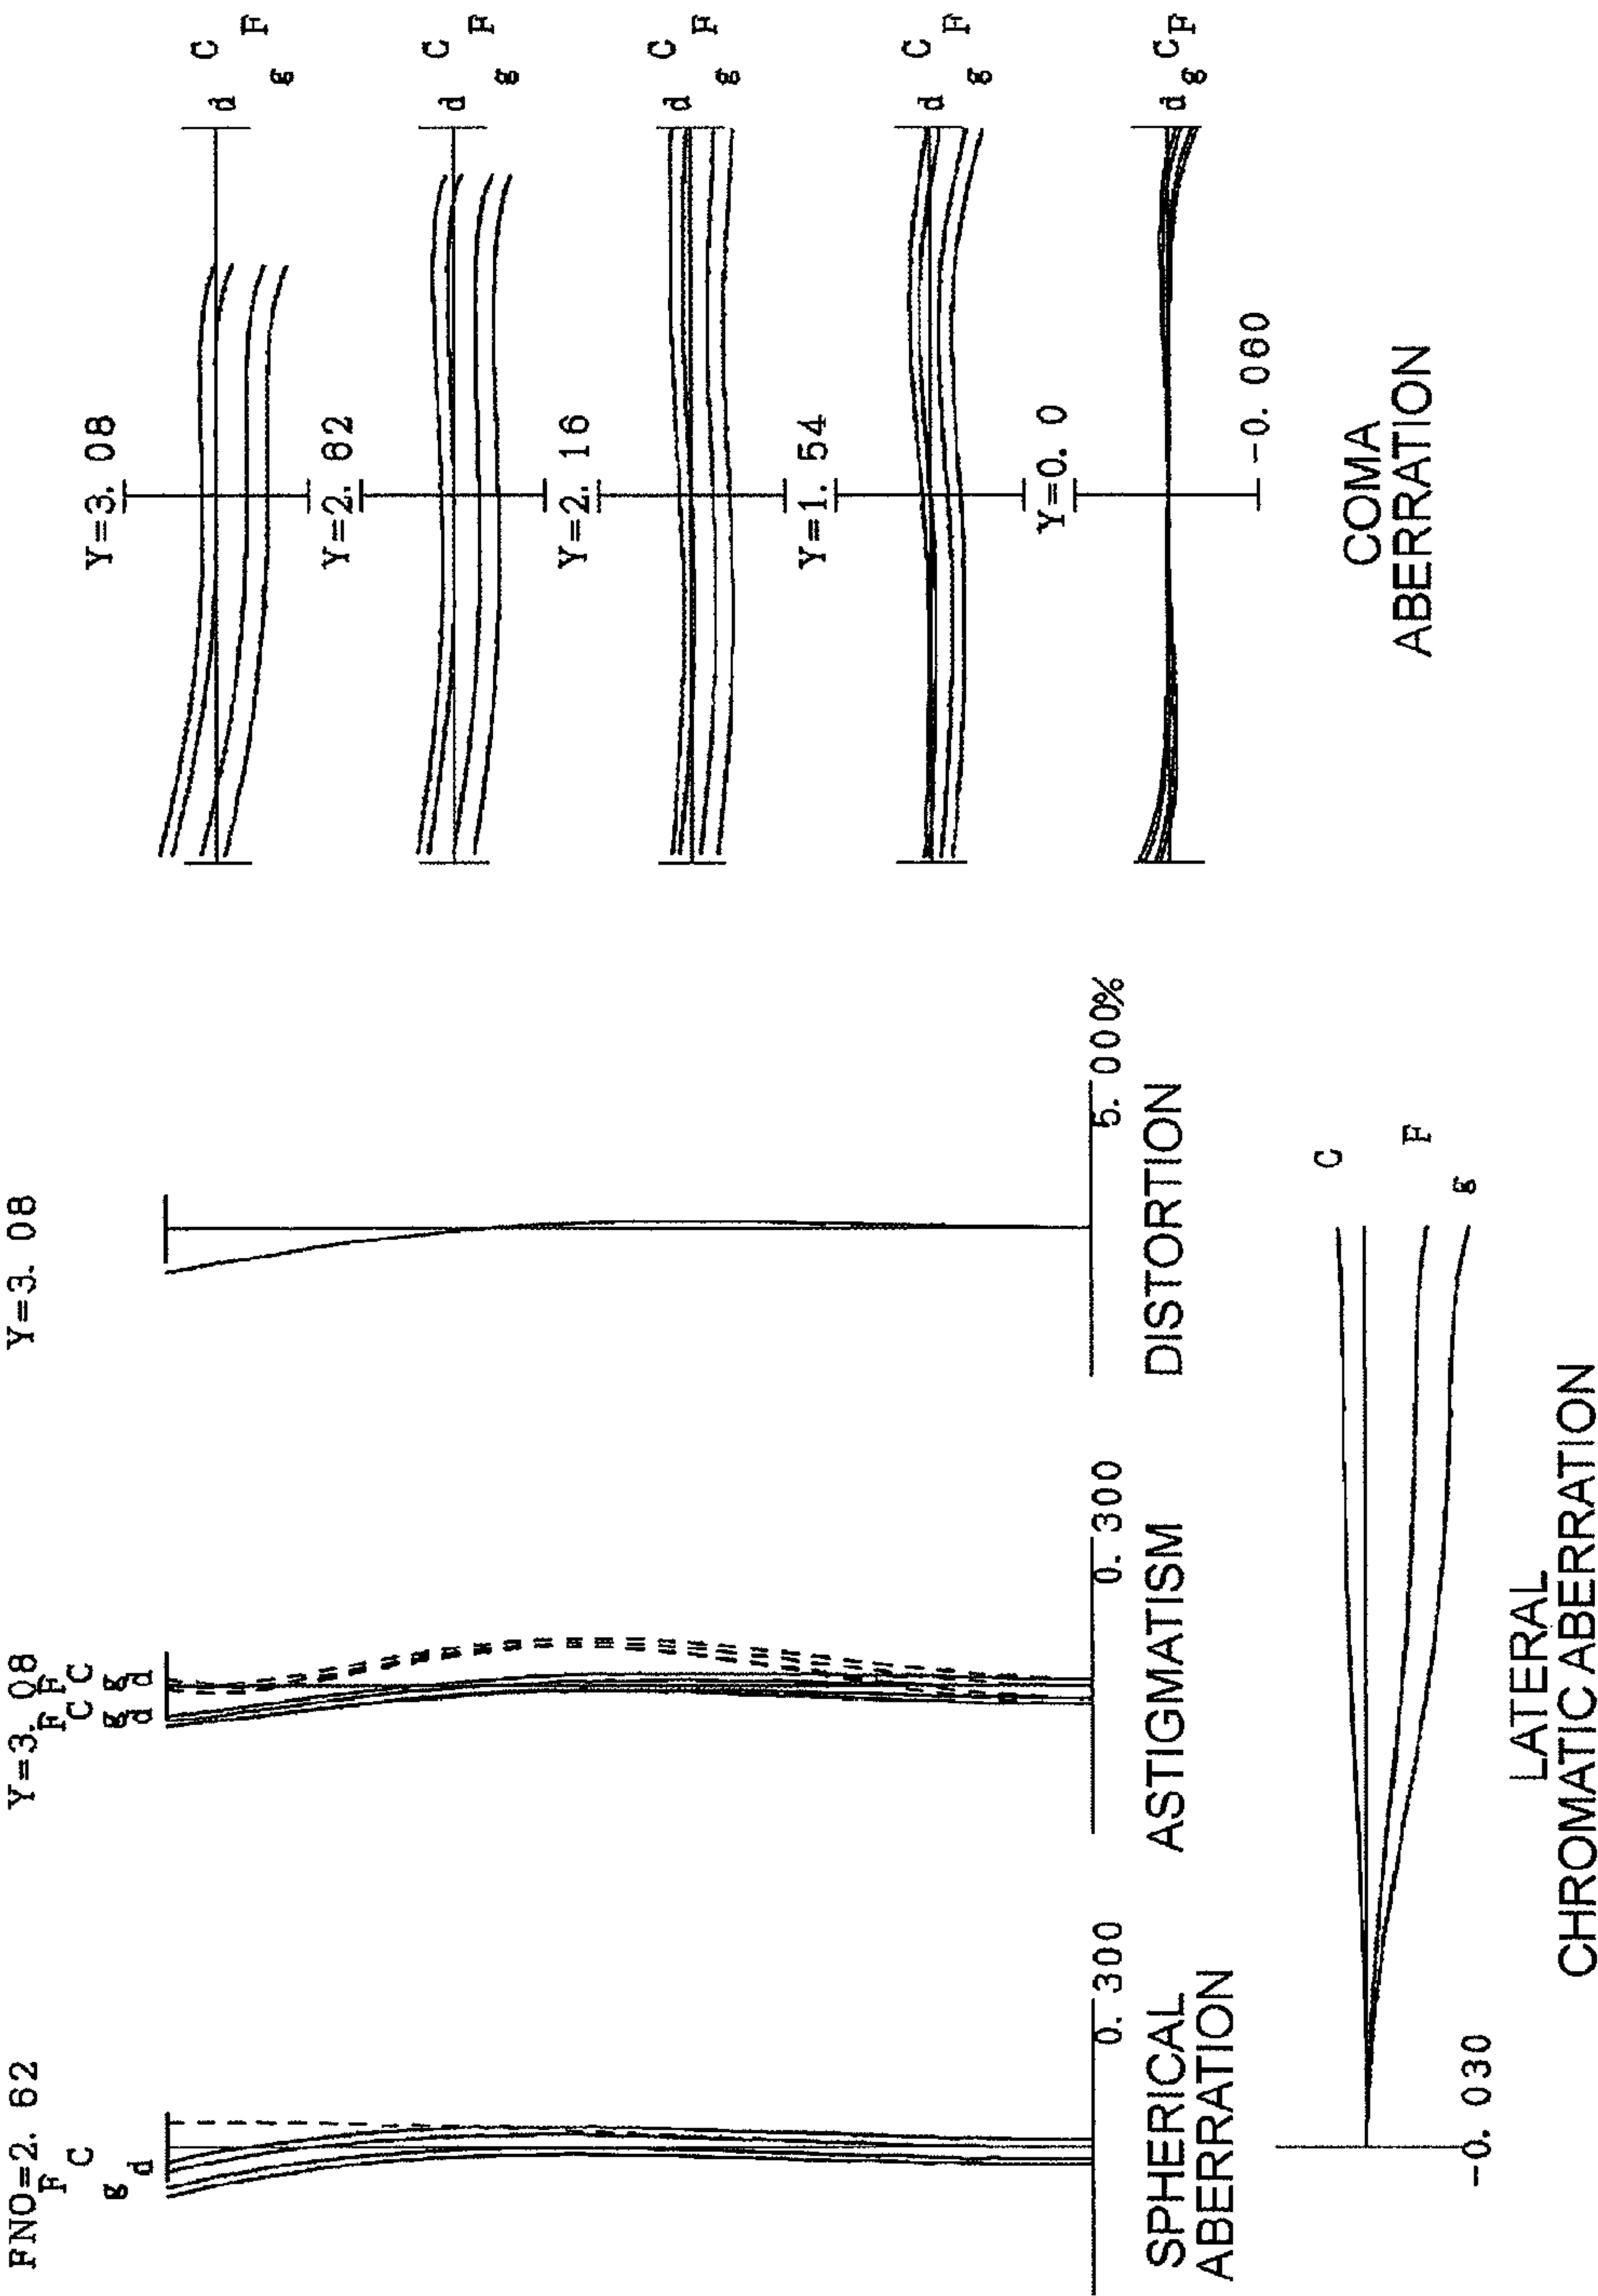 FNO=2. 62
F
C
g
d
0. 300
SPHERICAL
ABERRATION
Y=3. 08
F
C
g
d
F
C
g
d
0. 300
ASTIGMATISM
Y=3. 08
5. 000%
DISTORTION
Y=3. 08
C
F
g
d
Y=2. 62
C
F
g
d
Y=2. 16
C
F
g
d
Y=1. 54
C
F
g
d
Y=0. 0
C
F
g
d
-0. 060
COMA
ABERRATION
C
F
g
-0. 030
LATERAL
CHROMATIC ABERRATION